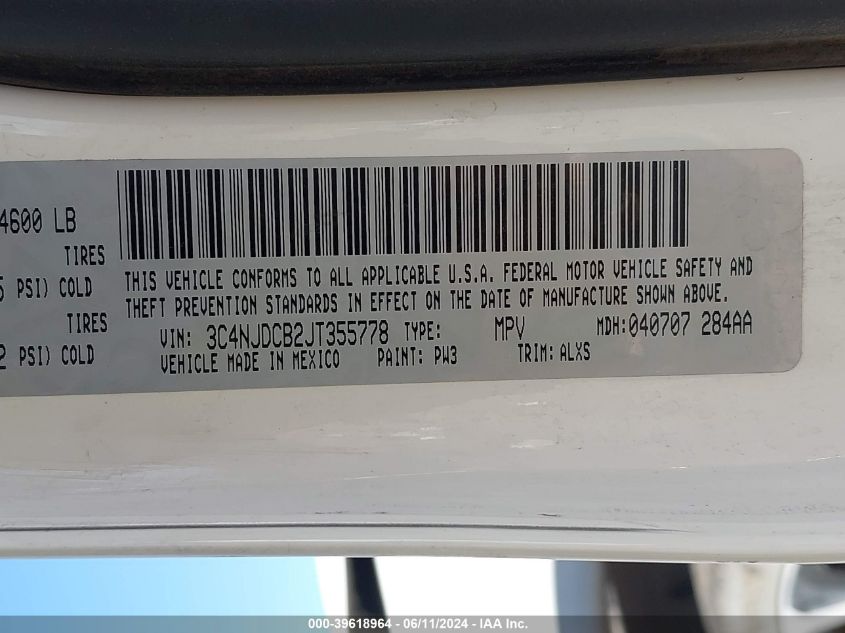 4600 LB
TIRES
PSI) COLD
TIRES
PSI) COLD
THIS VEHICLE CONFORMS TO ALL APPLICABLE U.S.A. FEDERAL MOTOR VEHICLE SAFETY AND
THEFT PREVENTION STANDARDS IN EFFECT ON THE DATE OF MANUFACTURE SHOWN ABOVE.
VIN: 3C4NJDCB2JT355778 TYPE: MPV MDH: 040707 284AA
VEHICLE MADE IN MEXICO PAINT: PW3 TRIM: ALXS
000-39618964 - 06/11/2024 - IAA Inc.